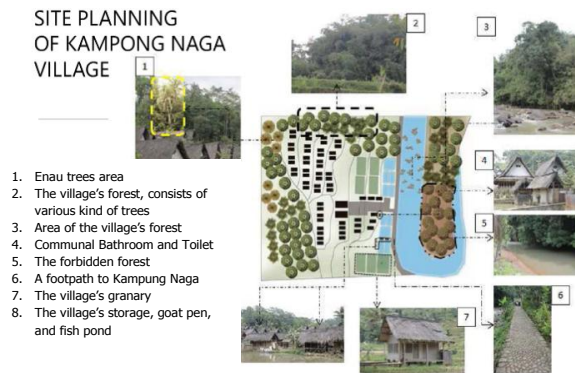 SITE PLANNING
OF KAMPONG NAGA
VILLAGE
1
2
3
4
5
6
7
1. Enau trees area
2. The village's forest, consists of
various kind of trees
3. Area of the village's forest
4. Communal Bathroom and Toilet
5. The forbidden forest
6. A footpath to Kampung Naga
7. The village's granary
8. The village's storage, goat pen,
and fish pond